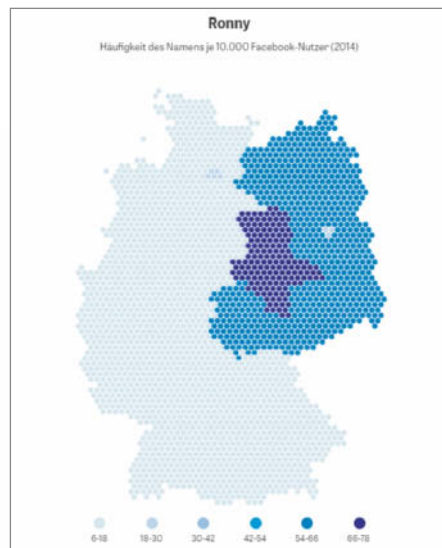 Ronny
Häufigkeit des Namens je 10.000 Facebook-Nutzer (2014)
6-18 18-30 30-42 42-54 54-66 66-78